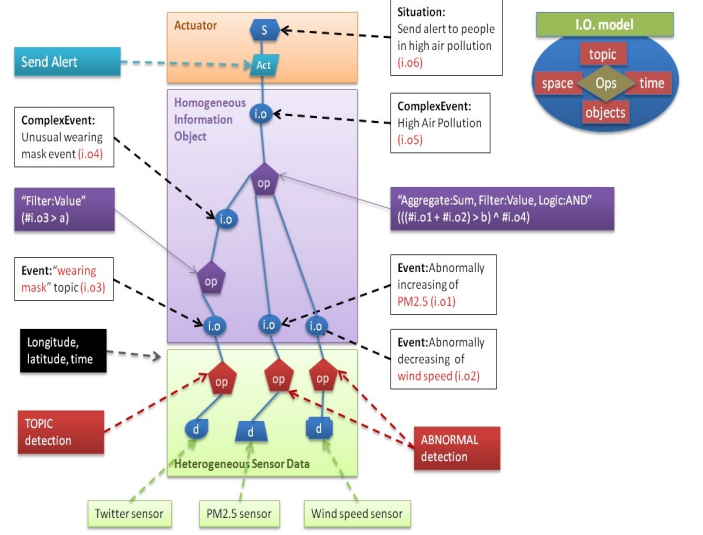 Situation:
Send alert to people
in high air pollution
(i.o6)
I.O. model
topic
space
Ops
time
objects
Actuator
S
Act
Send Alert
Homogeneous
Information
Object
i.o
ComplexEvent:
High Air Pollution
(i.o5)
ComplexEvent:
Unusual wearing
mask event (i.o4)
op
"Filter:Value"
(#i.o3 > a)
"Aggregate:Sum, Filter:Value, Logic:AND"
(((#i.o1 + #i.o2) > b) ^ #i.o4)
i.o
op
Event:"wearing
mask" topic (i.o3)
Event:Abnormally
increasing of
PM2.5 (i.o1)
i.o
i.o
i.o
Event:Abnormally
decreasing of
wind speed (i.o2)
Longitude,
latitude, time
op
op
op
TOPIC
detection
ABNORMAL
detection
d
d
d
Heterogeneous Sensor Data
Twitter sensor
PM2.5 sensor
Wind speed sensor